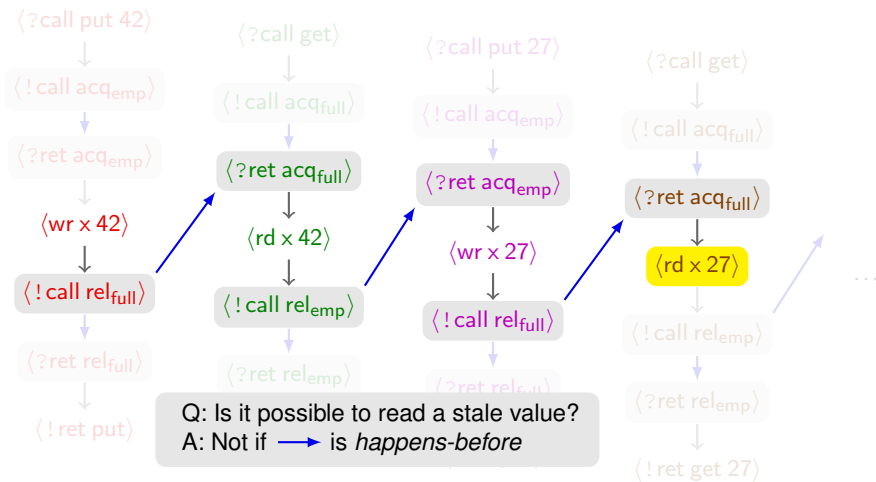 ⟨?call put 42⟩
⟨!call acq_emp⟩
⟨?ret acq_emp⟩
⟨wr x 42⟩
⟨!call rel_full⟩
⟨?ret rel_full⟩
⟨!ret put⟩
⟨?call get⟩
⟨!call acq_full⟩
⟨?ret acq_full⟩
⟨rd x 42⟩
⟨!call rel_emp⟩
⟨?ret rel_emp⟩
⟨?call put 27⟩
⟨!call acq_emp⟩
⟨?ret acq_emp⟩
⟨wr x 27⟩
⟨!call rel_full⟩
⟨?ret rel_full⟩
⟨?call get⟩
⟨!call acq_full⟩
⟨?ret acq_full⟩
⟨rd x 27⟩
⟨!call rel_emp⟩
⟨?ret rel_emp⟩
⟨!ret get 27⟩
...
Q: Is it possible to read a stale value?
A: Not if ⟶ is happens-before